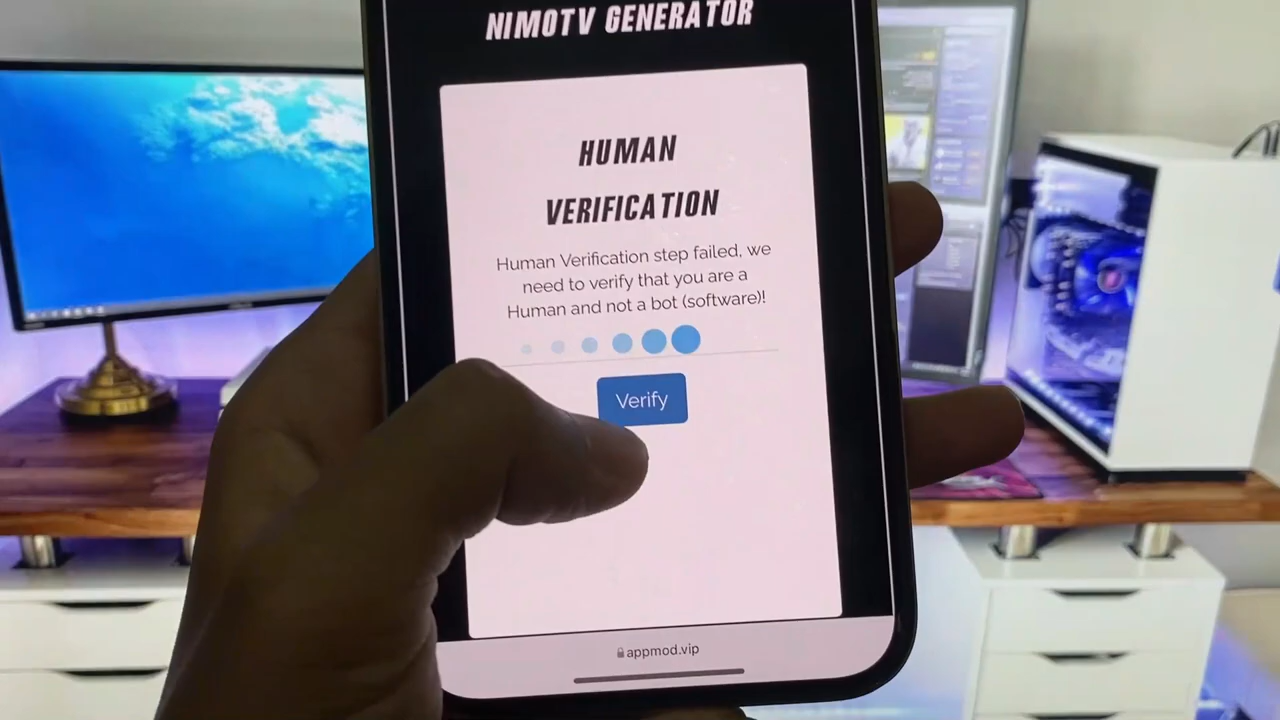 NIMOTV GENERATOR
HUMAN
VERIFICATION
Human Verification step failed, we
need to verify that you are a
Human and not a bot (software)!
Verify
appmod.vip